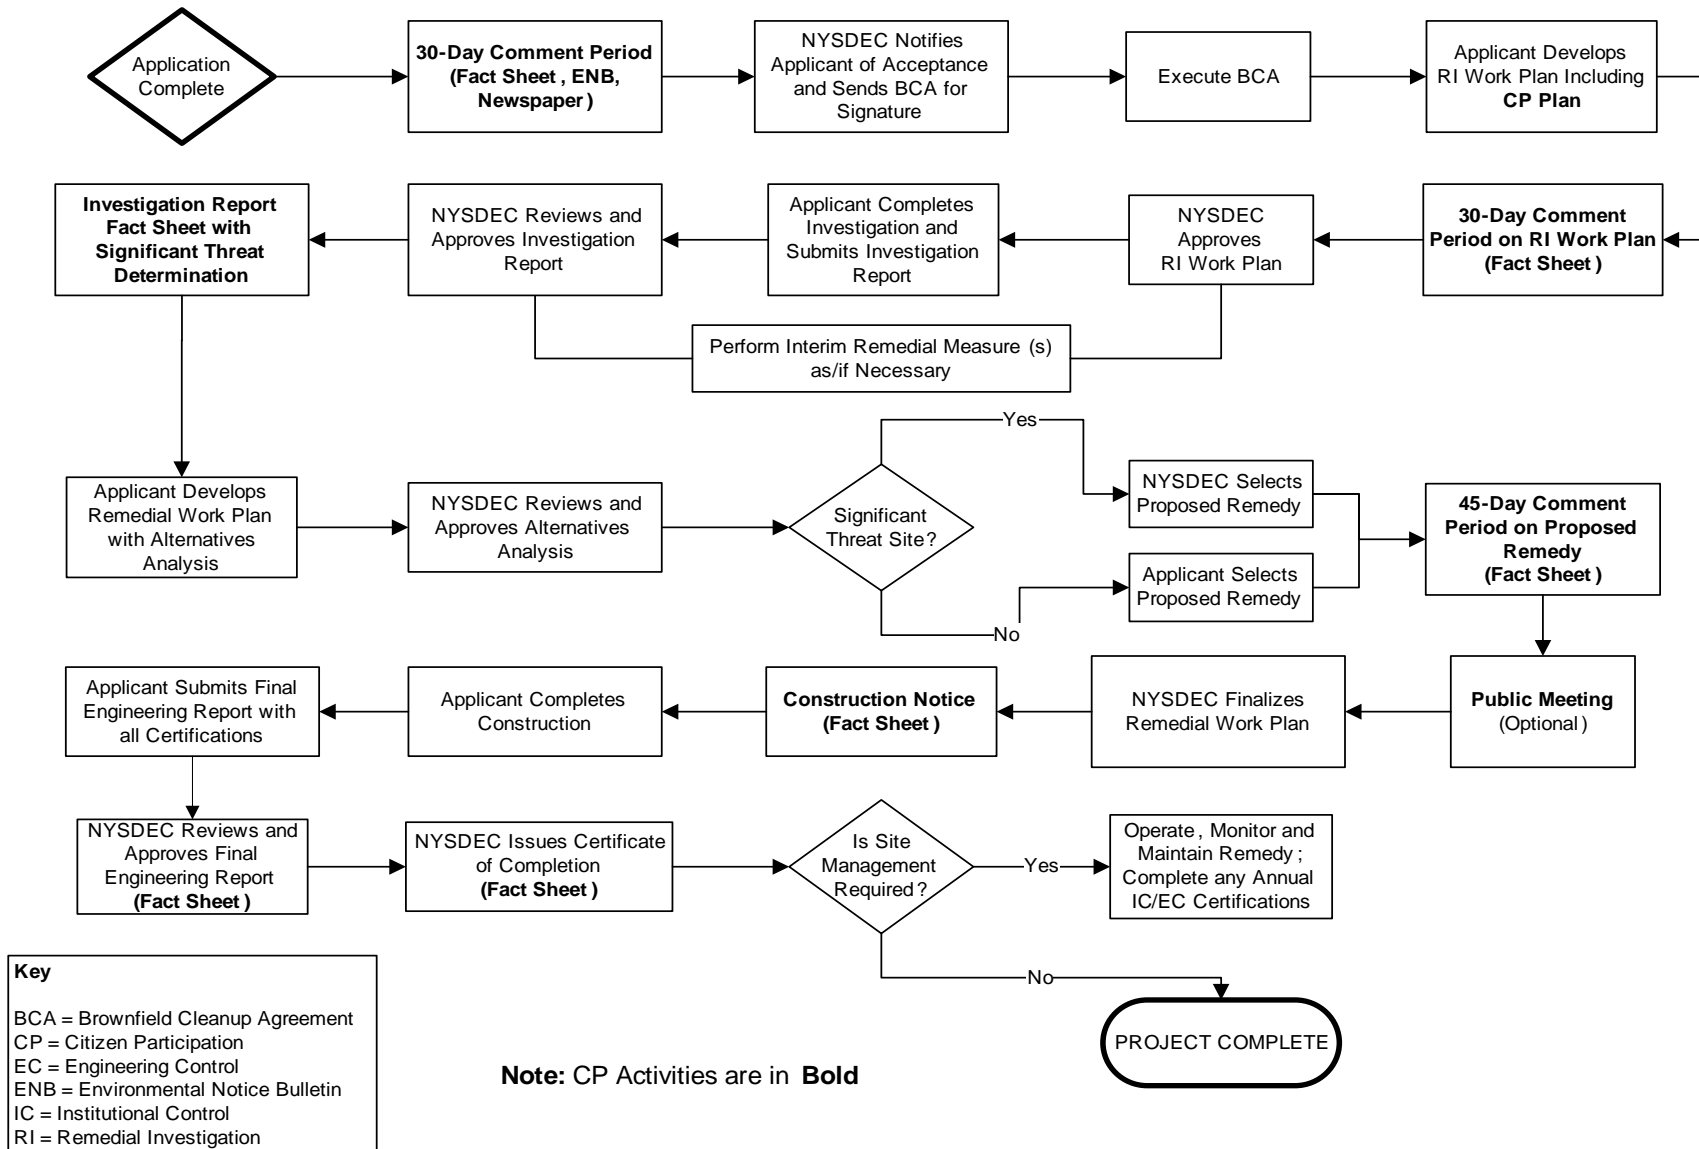 Application
Complete
30-Day Comment Period
(Fact Sheet, ENB,
Newspaper)
NYSDEC Notifies
Applicant of Acceptance
and Sends BCA for
Signature
Execute BCA
Applicant Develops
RI Work Plan Including
CP Plan
Investigation Report
Fact Sheet with
Significant Threat
Determination
NYSDEC Reviews and
Approves Investigation
Report
Applicant Completes
Investigation and
Submits Investigation
Report
NYSDEC
Approves
RI Work Plan
30-Day Comment
Period on RI Work Plan
(Fact Sheet)
Perform Interim Remedial Measure (s)
as/if Necessary
Applicant Develops
Remedial Work Plan
with Alternatives
Analysis
NYSDEC Reviews and
Approves Alternatives
Analysis
Significant
Threat Site?
Yes
No
NYSDEC Selects
Proposed Remedy
Applicant Selects
Proposed Remedy
45-Day Comment
Period on Proposed
Remedy
(Fact Sheet)
Applicant Submits Final
Engineering Report with
all Certifications
Applicant Completes
Construction
Construction Notice
(Fact Sheet)
NYSDEC Finalizes
Remedial Work Plan
Public Meeting
(Optional)
NYSDEC Reviews and
Approves Final
Engineering Report
(Fact Sheet)
NYSDEC Issues Certificate
of Completion
(Fact Sheet)
Is Site
Management
Required?
Yes
Operate, Monitor and
Maintain Remedy;
Complete any Annual
IC/EC Certifications
No
PROJECT COMPLETE
Key
BCA = Brownfield Cleanup Agreement
CP = Citizen Participation
EC = Engineering Control
ENB = Environmental Notice Bulletin
IC = Institutional Control
RI = Remedial Investigation
Note: CP Activities are in Bold